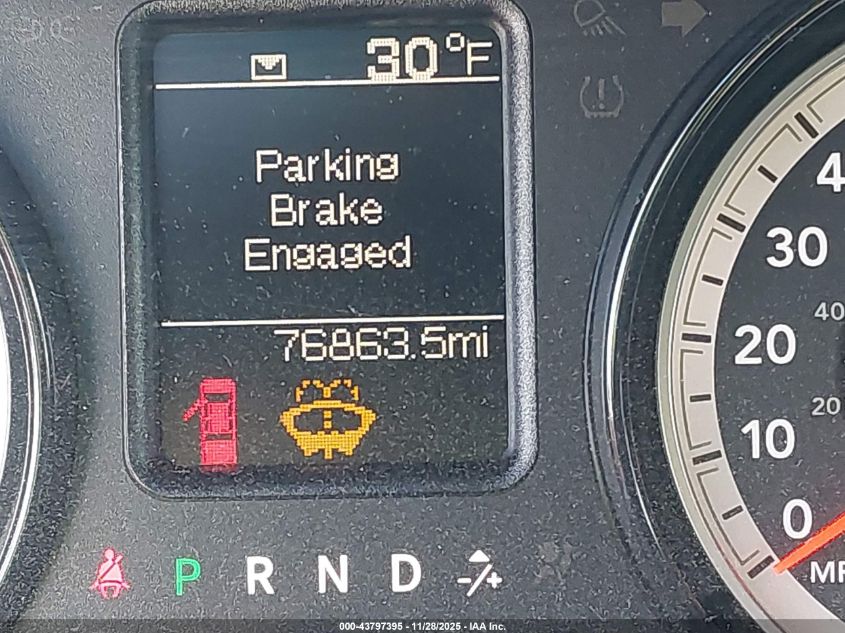 30°F
Parking
Brake
Engaged
76863.5mi
P R N D -/+
4
30
40
20
20
10
0
000-43797395 - 11/28/2025 - IAA Inc.